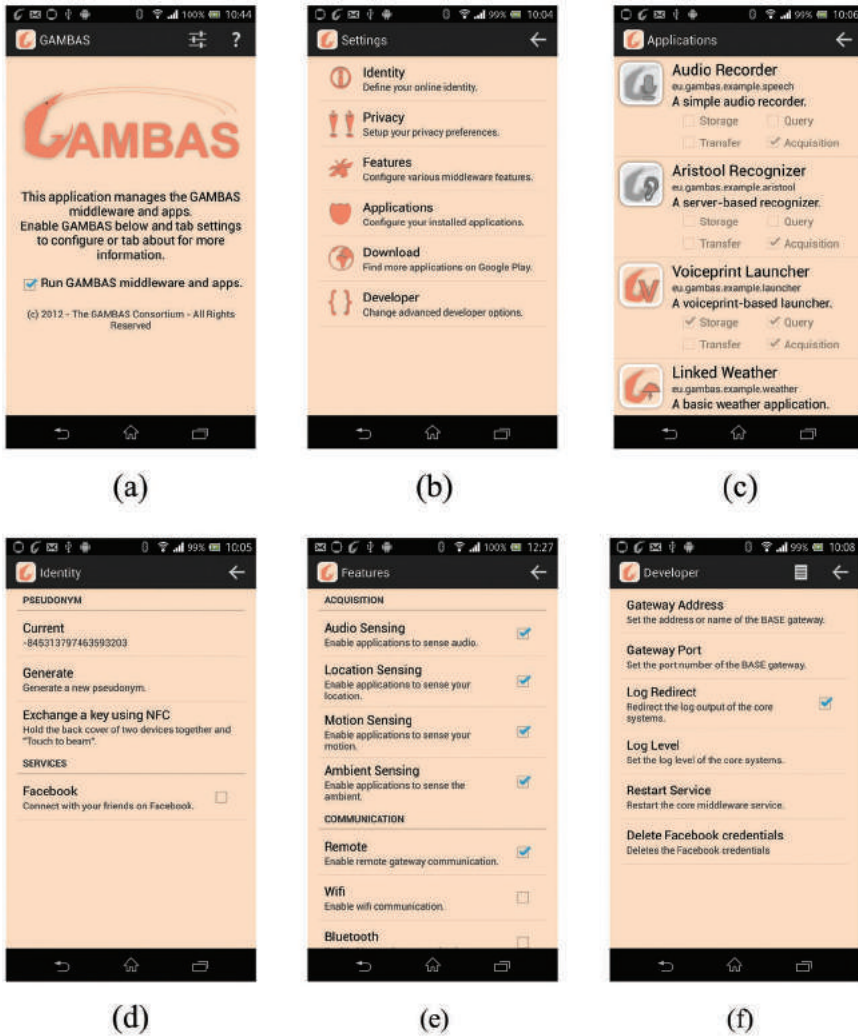 100% 10:44
GAMBAS
?
GAMBAS
This application manages the GAMBAS
middleware and apps.
Enable GAMBAS below and tab settings
to configure or tab about for more
information.
Run GAMBAS middleware and apps.
(c) 2012 - The GAMBAS Consortium - All Rights
Reserved
(a)
99% 10:04
Settings
Identity
Define your online identity.
Privacy
Setup your privacy preferences.
Features
Configure various middleware features.
Applications
Configure your installed applications.
Download
Find more applications on Google Play.
{ } Developer
Change advanced developer options.
(b)
99% 10:06
Applications
Audio Recorder
eu.gambas.example.speech
A simple audio recorder.
Storage Query
Transfer Acquisition
Aristool Recognizer
eu.gambas.example.aristool
A server-based recognizer.
Storage Query
Transfer Acquisition
Voiceprint Launcher
eu.gambas.example.launcher
A voiceprint-based launcher.
Storage Query
Transfer Acquisition
Linked Weather
eu.gambas.example.weather
A basic weather application.
(c)
99% 10:05
Identity
PSEUDONYM
Current
-845313797463593203
Generate
Generate a new pseudonym.
Exchange a key using NFC
Hold the back cover of two devices together and
"Touch to beam".
SERVICES
Facebook
Connect with your friends on Facebook.
(d)
100% 12:27
Features
ACQUISITION
Audio Sensing
Enable applications to sense audio.
Location Sensing
Enable applications to sense your
location.
Motion Sensing
Enable applications to sense your
motion.
Ambient Sensing
Enable applications to sense the
ambient.
COMMUNICATION
Remote
Enable remote gateway communication.
Wifi
Enable wifi communication.
Bluetooth
(e)
99% 10:08
Developer
Gateway Address
Set the address or name of the BASE gateway.
Gateway Port
Set the port number of the BASE gateway.
Log Redirect
Redirect the log output of the core
systems.
Log Level
Set the log level of the core systems.
Restart Service
Restart the core middleware service.
Delete Facebook credentials
Deletes the Facebook credentials
(f)